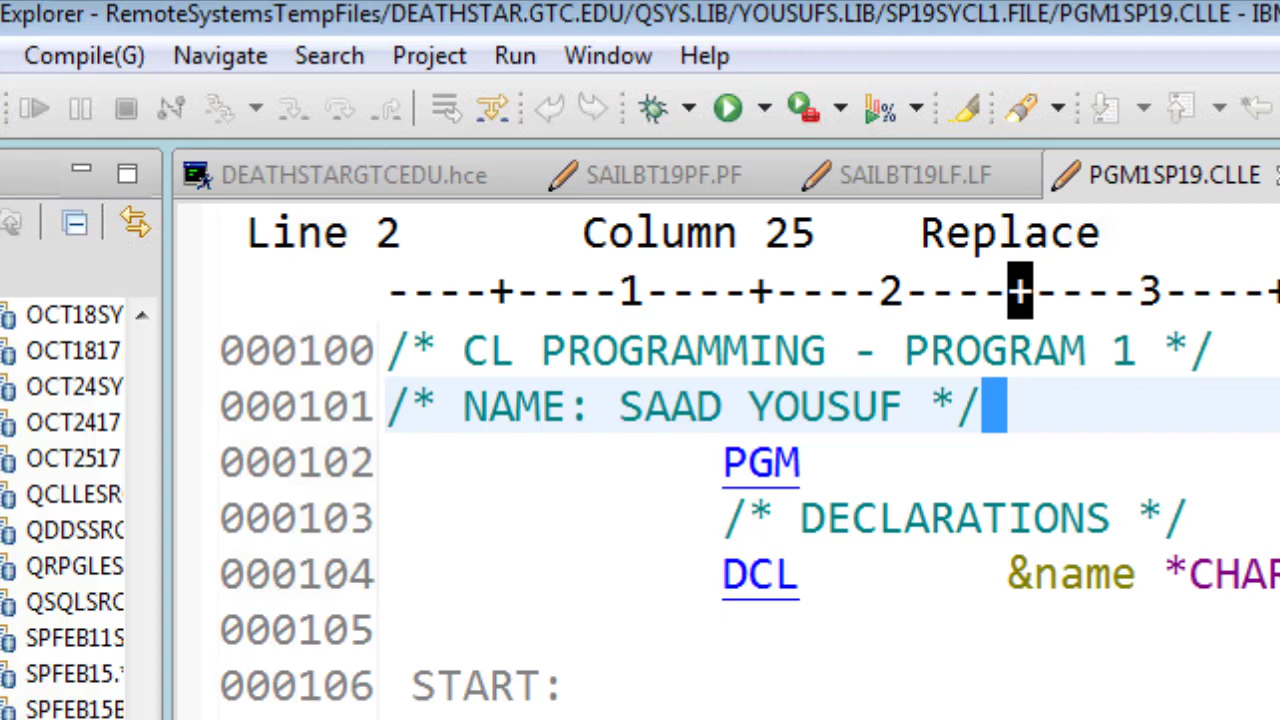 Explorer - RemoteSystemsTempFiles/DEATHSTAR.GTC.EDU/QSYS.LIB/YOUSUFS.LIB/SP19SYCL1.FILE/PGM1SP19.CLLE - IBM
Compile(G) Navigate Search Project Run Window Help
DEATHSTARGTCEDU.hce SAILBT19PF.PF SAILBT19LF.LF PGM1SP19.CLLE
Line 2 Column 25 Replace
----+----1----+----2----+----3----+
000100 /* CL PROGRAMMING - PROGRAM 1 */
000101 /* NAME: SAAD YOUSUF */
000102 PGM
000103 /* DECLARATIONS */
000104 DCL &name *CHAR
000105
000106 START:
OCT18SY
OCT1817
OCT24SY
OCT2417
OCT2517
QCLLESR
QDDSSRC
QRPGLES
QSQLSRC
SPFEB11S
SPFEB15.*
SPFEB15E